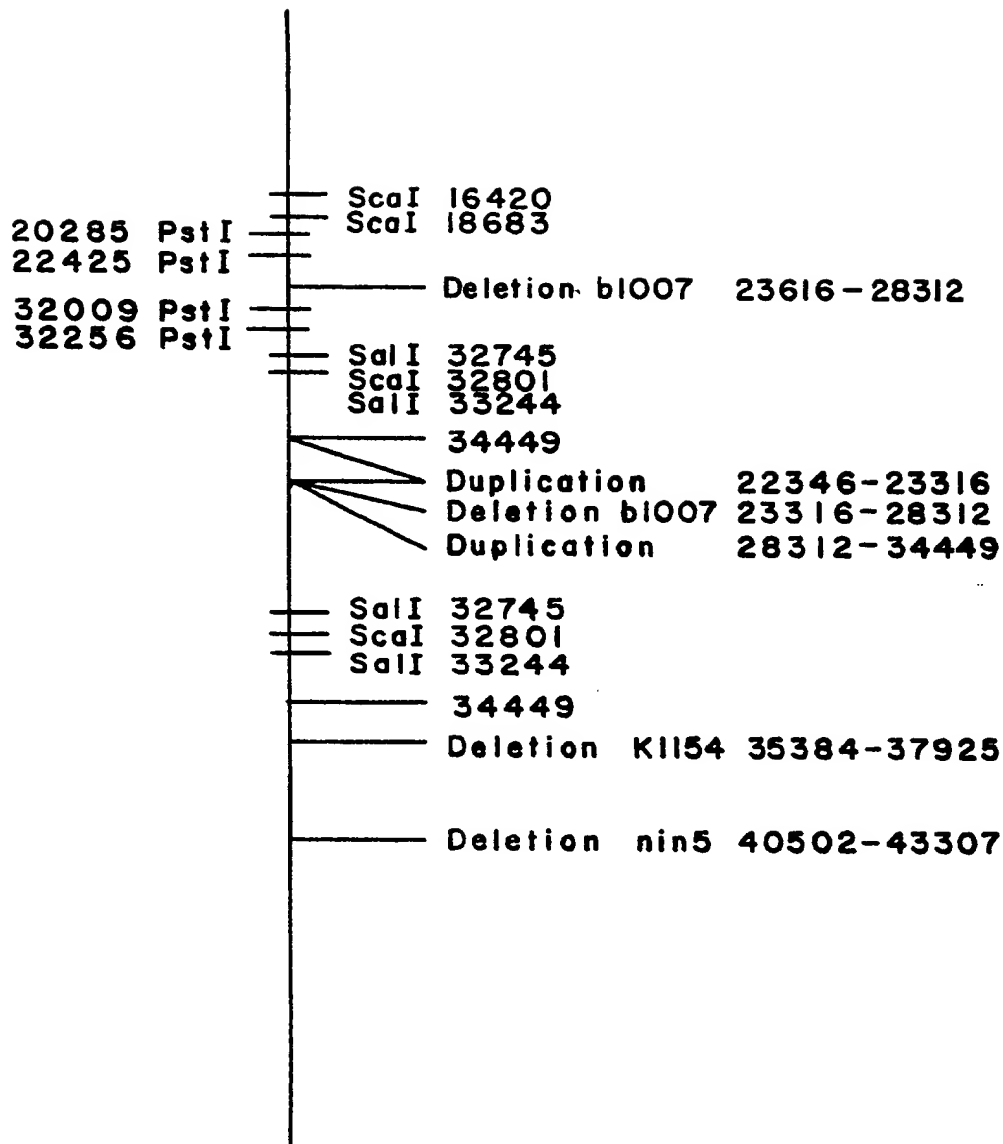 ScaI 16420
ScaI 18683
20285 PstI
22425 PstI
Deletion b1007 23616-28312
32009 PstI
32256 PstI
SalI 32745
ScaI 32801
SalI 33244
34449
Duplication 22346-23316
Deletion b1007 23316-28312
Duplication 28312-34449
SalI 32745
ScaI 32801
SalI 33244
34449
Deletion K1154 35384-37925
Deletion nin5 40502-43307